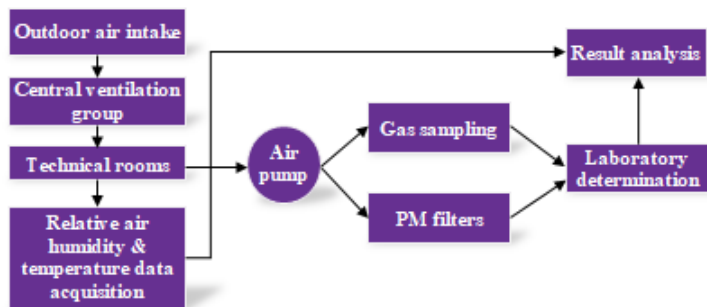 Outdoor air intake
Central ventilation
group
Technical rooms
Relative air
humidity &
temperature data
acquisition
Air
pump
Gas sampling
PM filters
Laboratory
determination
Result analysis